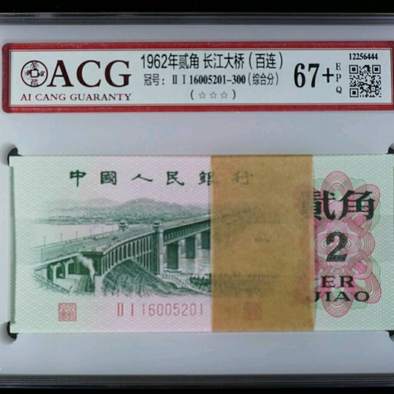 ACG
AI CANG GUARANTY
1962年贰角 长江大桥 (百连)
冠号: II I 16005201-300 (综合分)
(☆☆☆)
67+
EPQ
12256444
中國人民銀行
貳角
2
ER
JIAO
II I 16005201